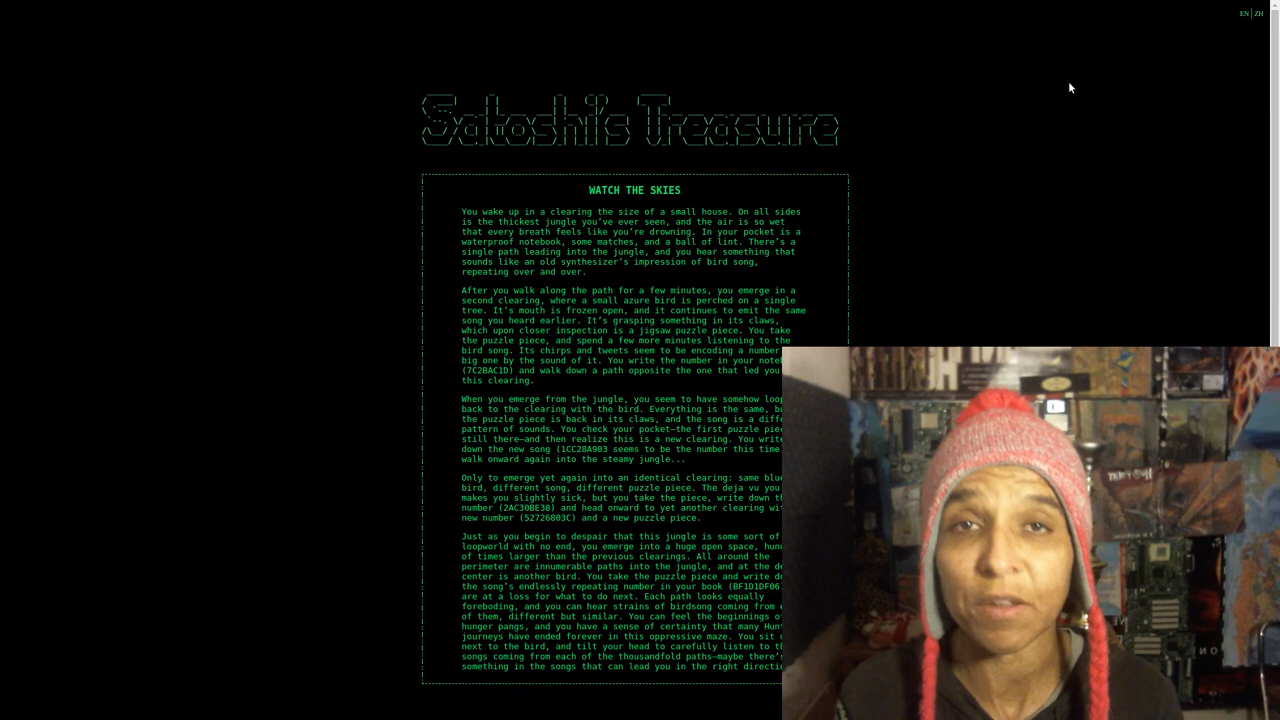 EN | ZH
Satoshi's Treasure
WATCH THE SKIES
You wake up in a clearing the size of a small house. On all sides
is the thickest jungle you've ever seen, and the air is so wet
that every breath feels like you're drowning. In your pocket is a
waterproof notebook, some matches, and a ball of lint. There's a
single path leading into the jungle, and you hear something that
sounds like an old synthesizer's impression of bird song,
repeating over and over.
After you walk along the path for a few minutes, you emerge in a
second clearing, where a small azure bird is perched on a single
tree. It's mouth is frozen open, and it continues to emit the same
song you heard earlier. It's grasping something in its claws,
which upon closer inspection is a jigsaw puzzle piece. You take
the puzzle piece, and spend a few more minutes listening to the
bird song. Its chirps and tweets seem to be encoding a number
big one by the sound of it. You write the number in your
(7C2BAC1D) and walk down a path opposite the one that led you
this clearing.
When you emerge from the jungle, you seem to have somehow
back to the clearing with the bird. Everything is the same,
the puzzle piece is back in its claws, and the song is a
pattern of sounds. You check your pocket—the first puzzle
still there—and then realize this is a new clearing. You
down the new song (1CC28A903 seems to be the number this time
walk onward again into the steamy jungle...
Only to emerge yet again into an identical clearing: same
bird, different song, different puzzle piece. The deja vu you
makes you slightly sick, but you take the piece, write down
number (2AC30BE38) and head onward to yet another clearing
new number (52726803C) and a new puzzle piece.
Just as you begin to despair that this jungle is some sort of
loopworld with no end, you emerge into a huge open space,
of times larger than the previous clearings. All around the
perimeter are innumerable paths into the jungle, and at the
center is another bird. You take the puzzle piece and write
the song's endlessly repeating number in your book (BF1D1DF06
are at a loss for what to do next. Each path looks equally
foreboding, and you can hear strains of birdsong coming from
of them, different but similar. You can feel the beginnings
hunger pangs, and you have a sense of certainty that many
journeys have ended forever in this oppressive maze. You sit
next to the bird, and tilt your head to carefully listen to
songs coming from each of the thousandfold paths—maybe there's
something in the songs that can lead you in the right